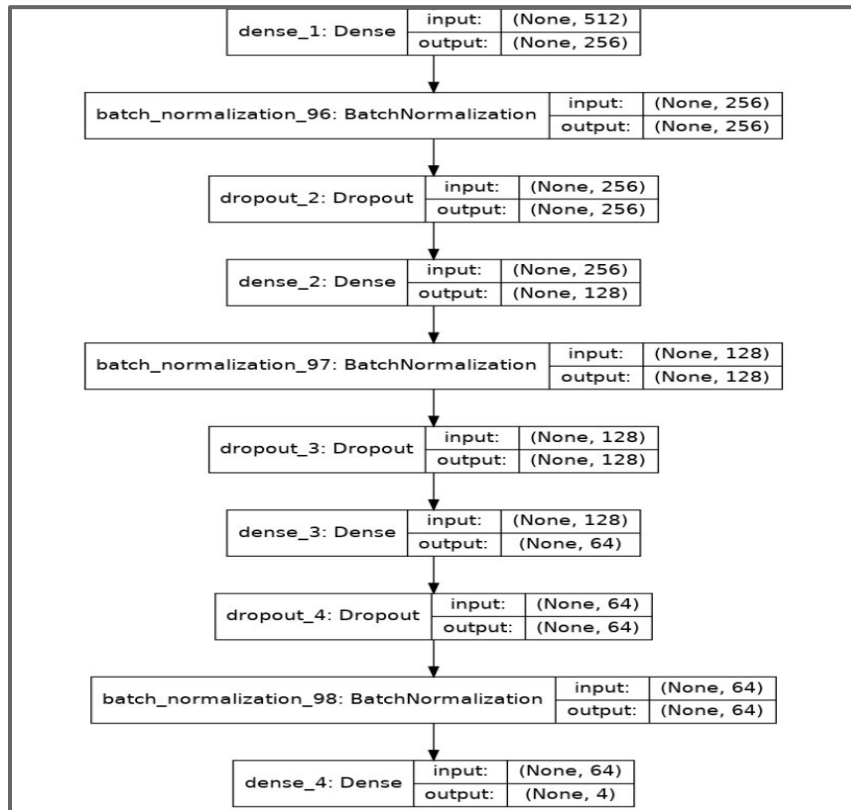 dense_1: Dense input: (None, 512)
output: (None, 256)
batch_normalization_96: BatchNormalization input: (None, 256)
output: (None, 256)
dropout_2: Dropout input: (None, 256)
output: (None, 256)
dense_2: Dense input: (None, 256)
output: (None, 128)
batch_normalization_97: BatchNormalization input: (None, 128)
output: (None, 128)
dropout_3: Dropout input: (None, 128)
output: (None, 128)
dense_3: Dense input: (None, 128)
output: (None, 64)
dropout_4: Dropout input: (None, 64)
output: (None, 64)
batch_normalization_98: BatchNormalization input: (None, 64)
output: (None, 64)
dense_4: Dense input: (None, 64)
output: (None, 4)